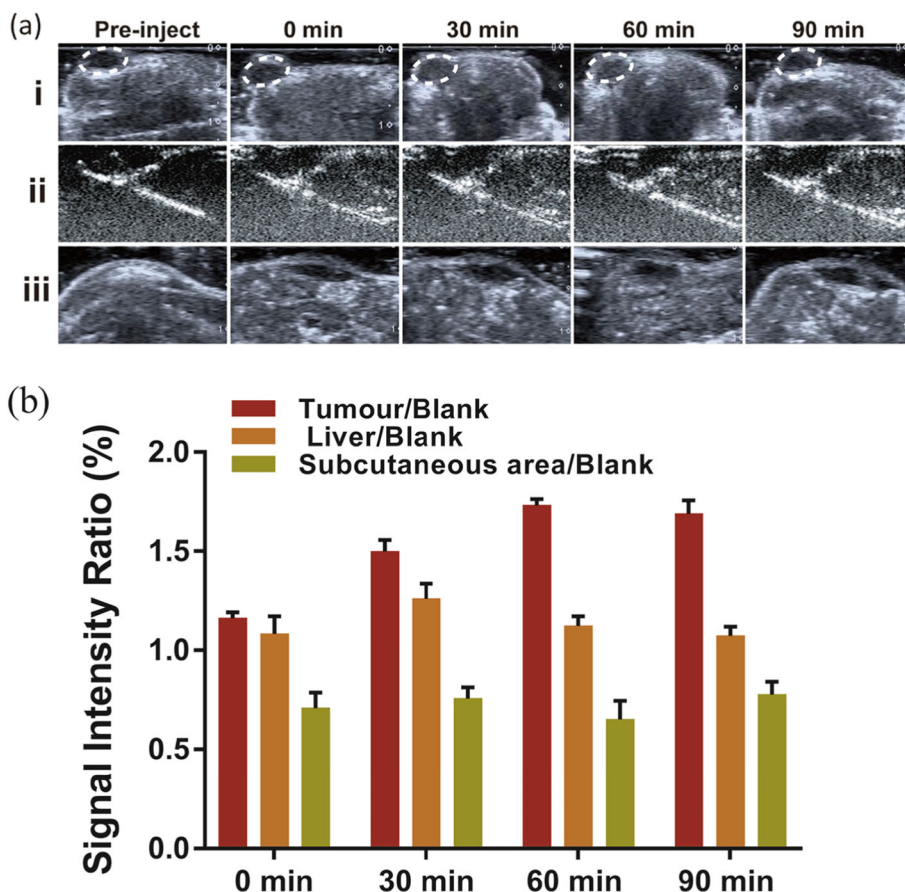 (a)
Pre-inject 0 min 30 min 60 min 90 min
i
ii
iii
(b)
Tumour/Blank
Liver/Blank
Subcutaneous area/Blank
Signal Intensity Ratio (%)
2.0
1.5
1.0
0.5
0.0
0 min 30 min 60 min 90 min